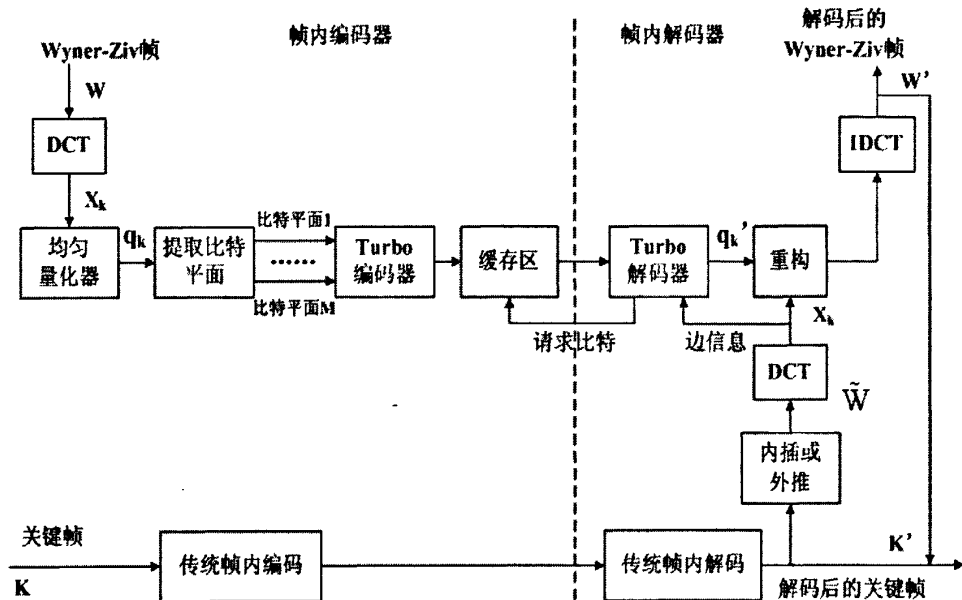 帧内编码器
帧内解码器
解码后的
Wyner-Ziv帧
Wyner-Ziv帧
W
W'
DCT
IDCT
Xk
均匀
量化器
qk
提取比特
平面
比特平面1
......
比特平面M
Turbo
编码器
缓存区
Turbo
解码器
qk'
重构
请求比特
边信息
Xk
DCT
W̃
内插或
外推
关键帧
K
传统帧内编码
传统帧内解码
K'
解码后的关键帧